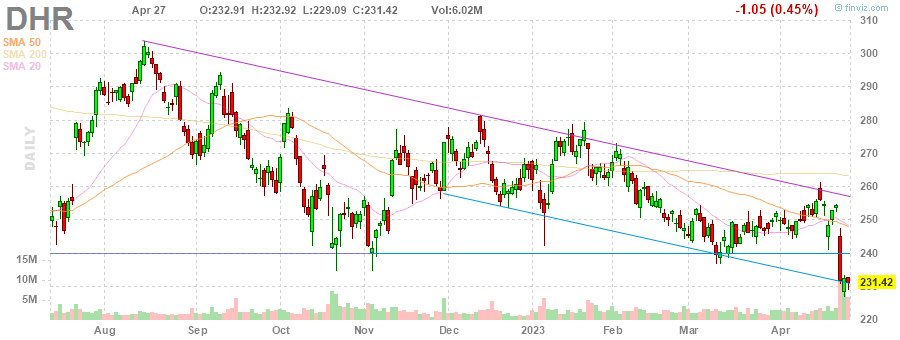 DHR Apr 27 O:232.91 H:232.92 L:229.09 C:231.42 Vol:6.02M -1.05 (0.45%) © finviz.com
SMA 50
SMA 200
SMA 20
DAILY
310
300
290
280
270
260
250
240
231.42
230
220
15M
10M
5M
Aug Sep Oct Nov Dec 2023 Feb Mar Apr